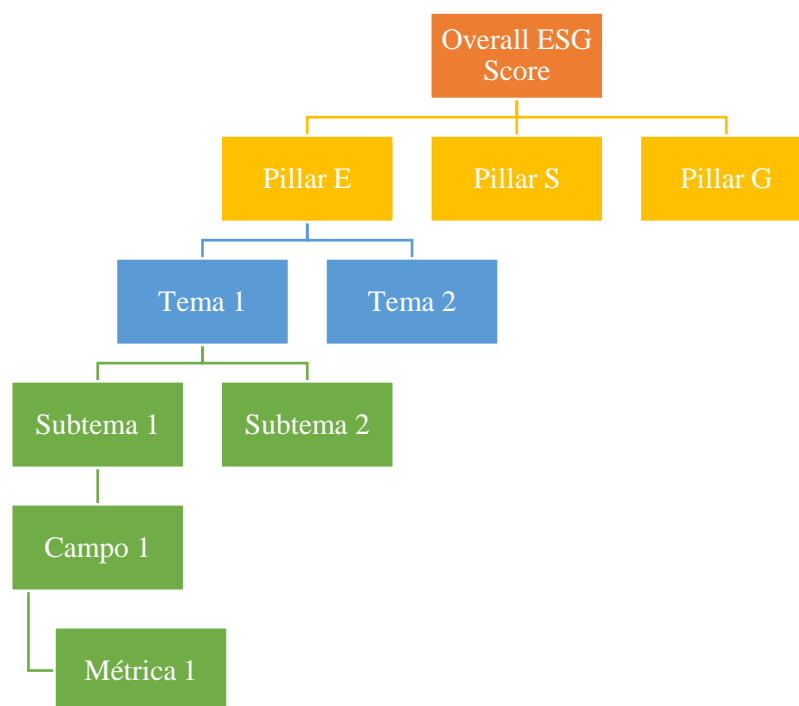 Overall ESG
Score
Pillar E
Pillar S
Pillar G
Tema 1
Tema 2
Subtema 1
Subtema 2
Campo 1
Métrica 1